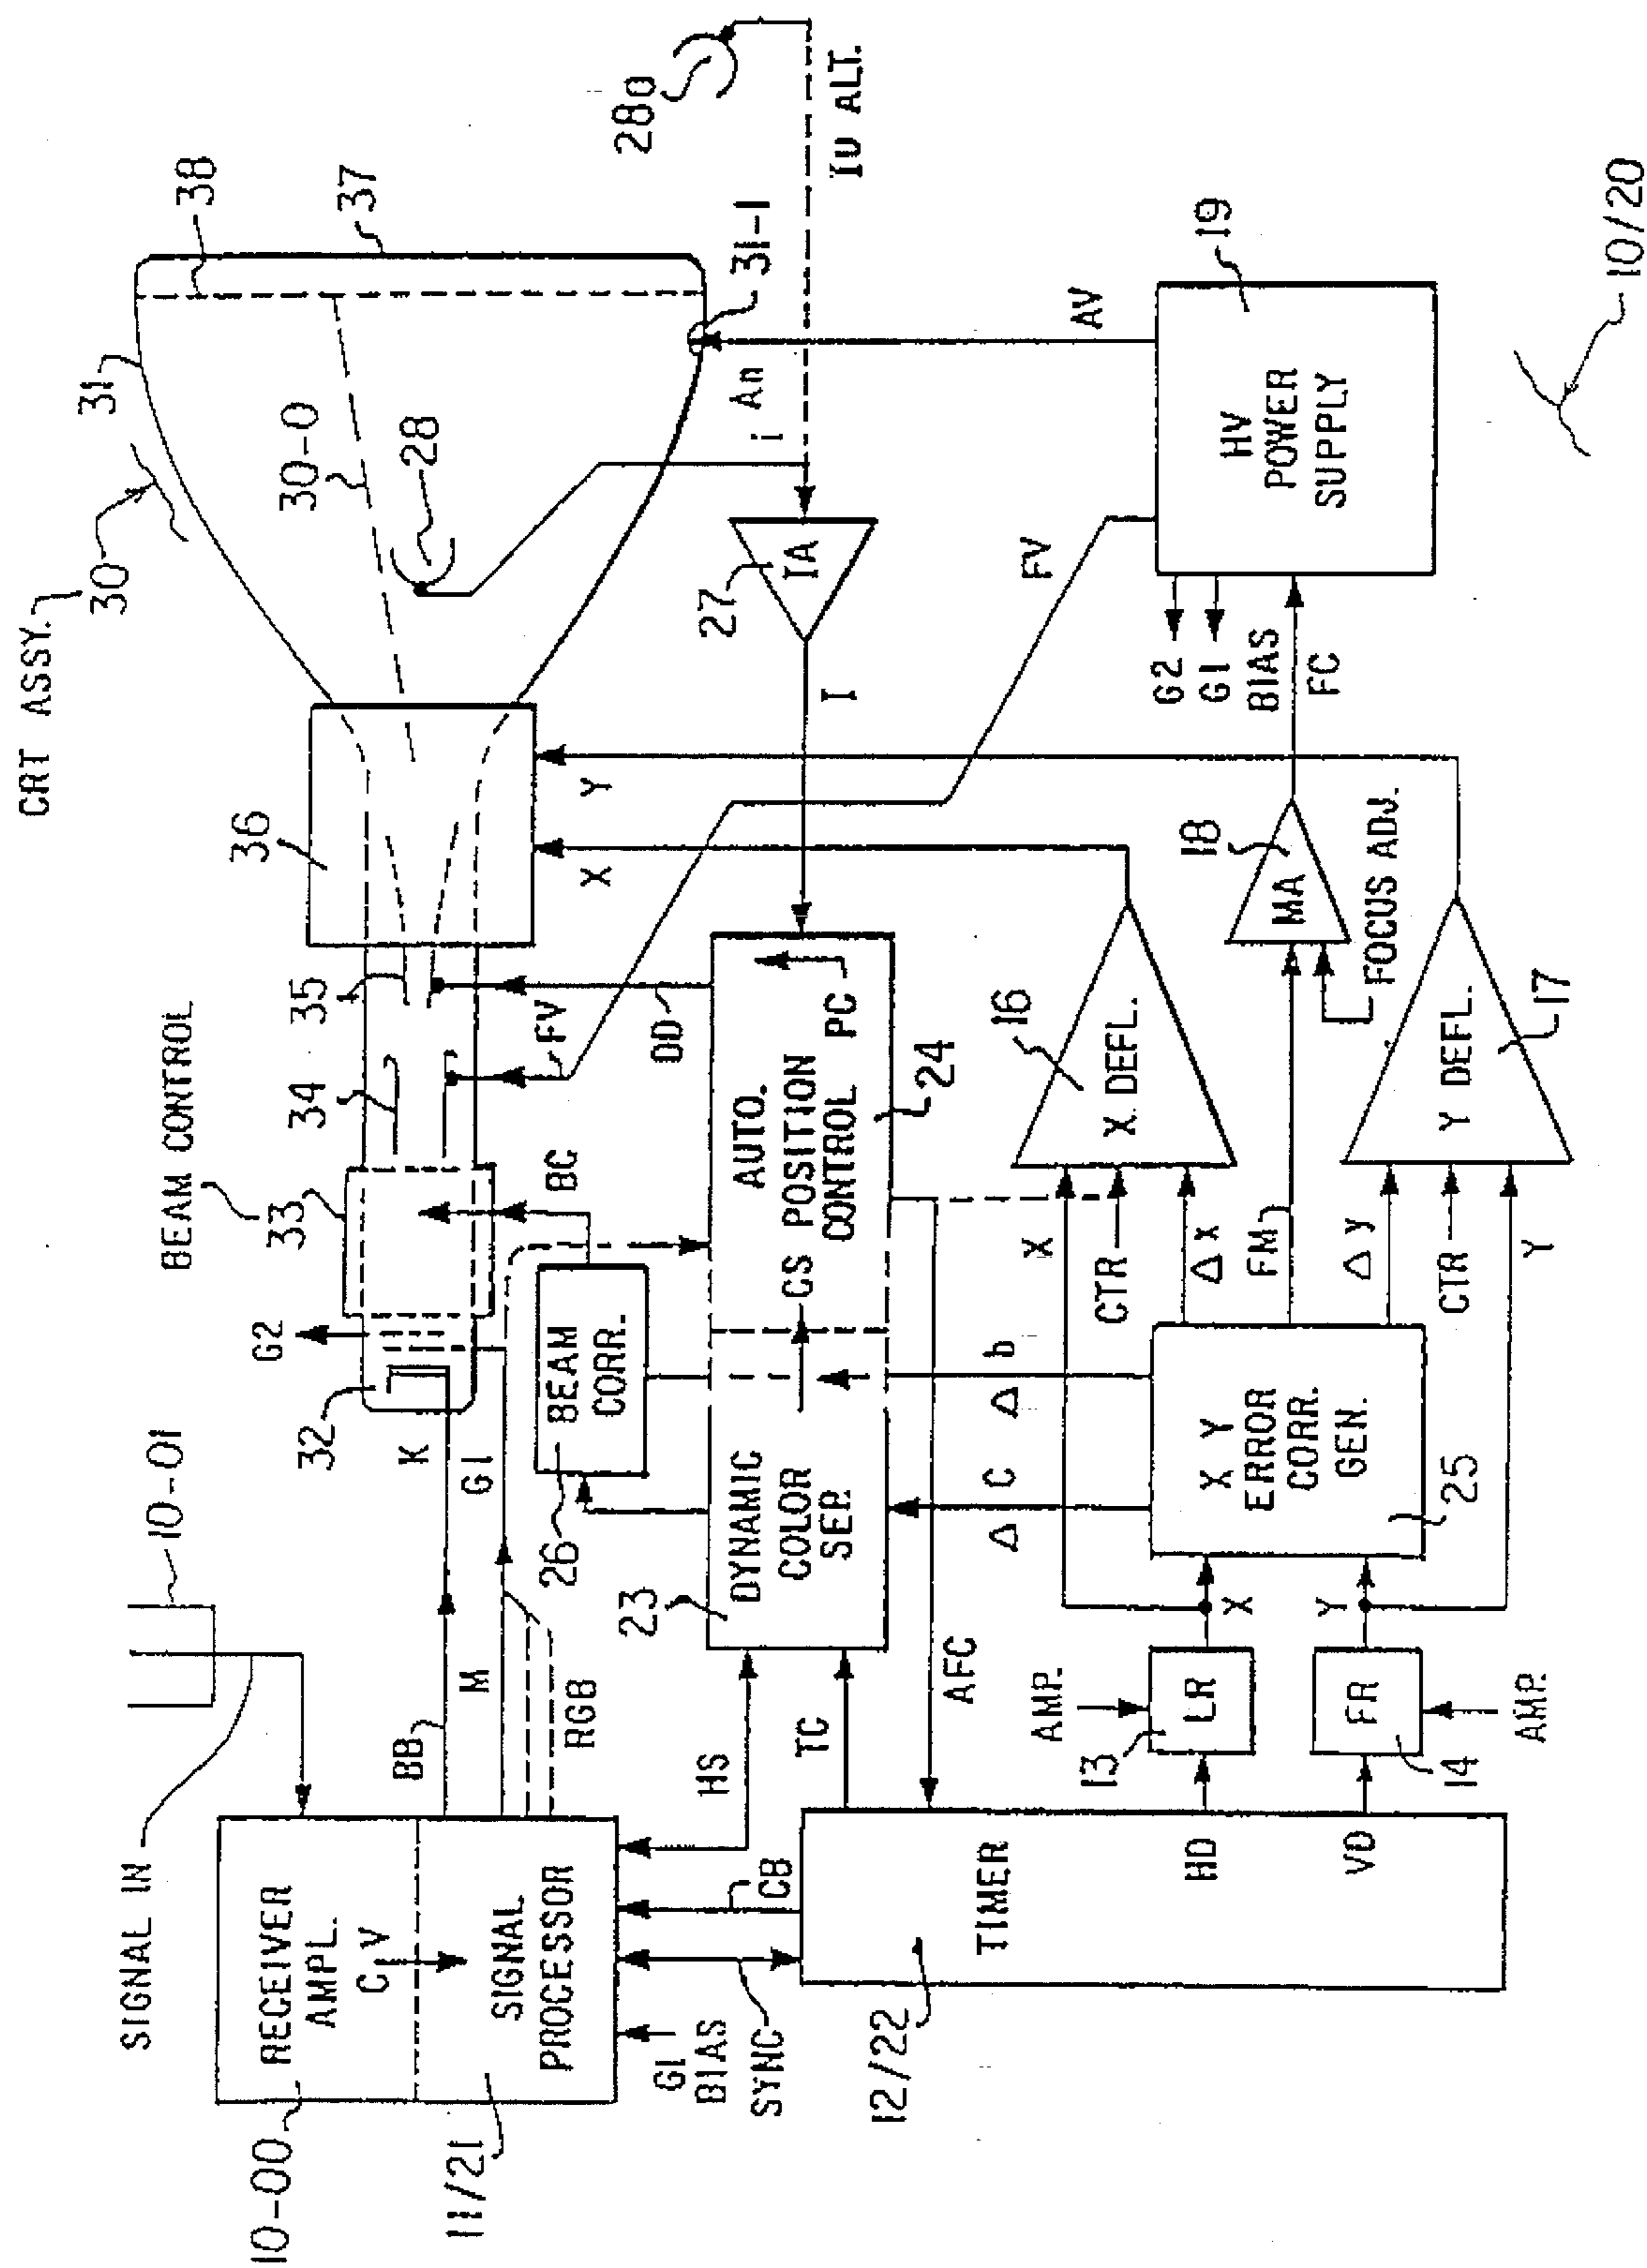 CRT ASSY.
30
31
38
37
30-0
28
280
IU ALT.
31-1
i An
AV
36
35
34
BEAM CONTROL
33
G2
32
K
G1
10-01
SIGNAL IN
RECEIVER
AMPL.
C V
SIGNAL
PROCESSOR
10-00
11/21
BB
M
RGB
G1
BIAS
SYNC
CB
HS
26
BEAM
CORR.
BC
FV
DD
X
Y
27
IA
I
FV
HV
POWER
SUPPLY
19
G2
G1
BIAS
FC
10/20
23
DYNAMIC
COLOR
SEP.
CS
AUTO.
POSITION
CONTROL
PC
24
TC
AFC
Δ C
Δ b
12/22
TIMER
HD
VD
AMP.
13
LR
X
FR
14
AMP.
Y
X Y
ERROR
CORR.
GEN.
25
X
CTR
Δ x
FM
Δ y
CTR
Y
16
X. DEFL.
18
MA
FOCUS ADJ.
Y DEFL.
17